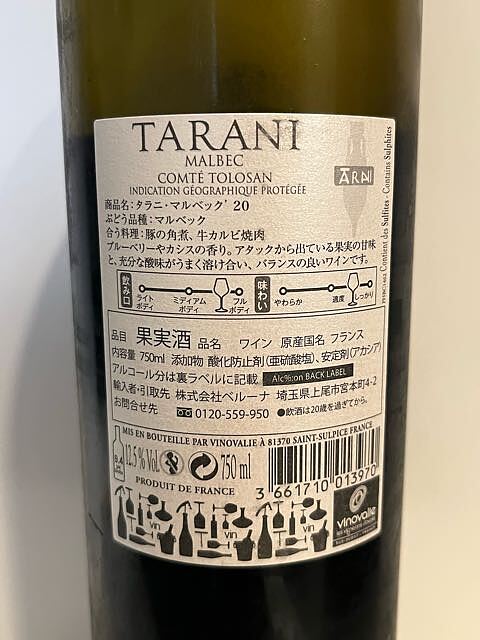 TARANI
MALBEC
COMTÉ TOLOSAN
INDICATION GÉOGRAPHIQUE PROTÉGÉE
商品名：タラニ・マルベック' 20
ぶどう品種：マルベック
合う料理：豚の角煮、牛カルビ焼肉
ブルーベリーやカシスの香り。アタックから出ている果実の甘味
と、充分な酸味がうまく溶け合い、バランスの良いワインです。
飲み口 ライトボディ ミディアムボディ フルボディ 味わい やわらか 適度 しっかり
品目 果実酒 品名 ワイン 原産国名 フランス
内容量 750ml 添加物 酸化防止剤(亜硫酸塩)、安定剤(アカシア)
アルコール分は裏ラベルに記載 Alc%:on BACK LABEL
輸入者・引取先 株式会社ベルーナ 埼玉県上尾市宮本町4-2
お問合せ先 0120-559-950 ●飲酒は20歳を過ぎてから。
MIS EN BOUTEILLE PAR VINOVALIE À 81370 SAINT-SULPICE FRANCE
12.5% Vol. 750 ml
PRODUIT DE FRANCE
3 661710 013970
vin vin
vinovalie
Contient des Sulfites - Contains Sulphites